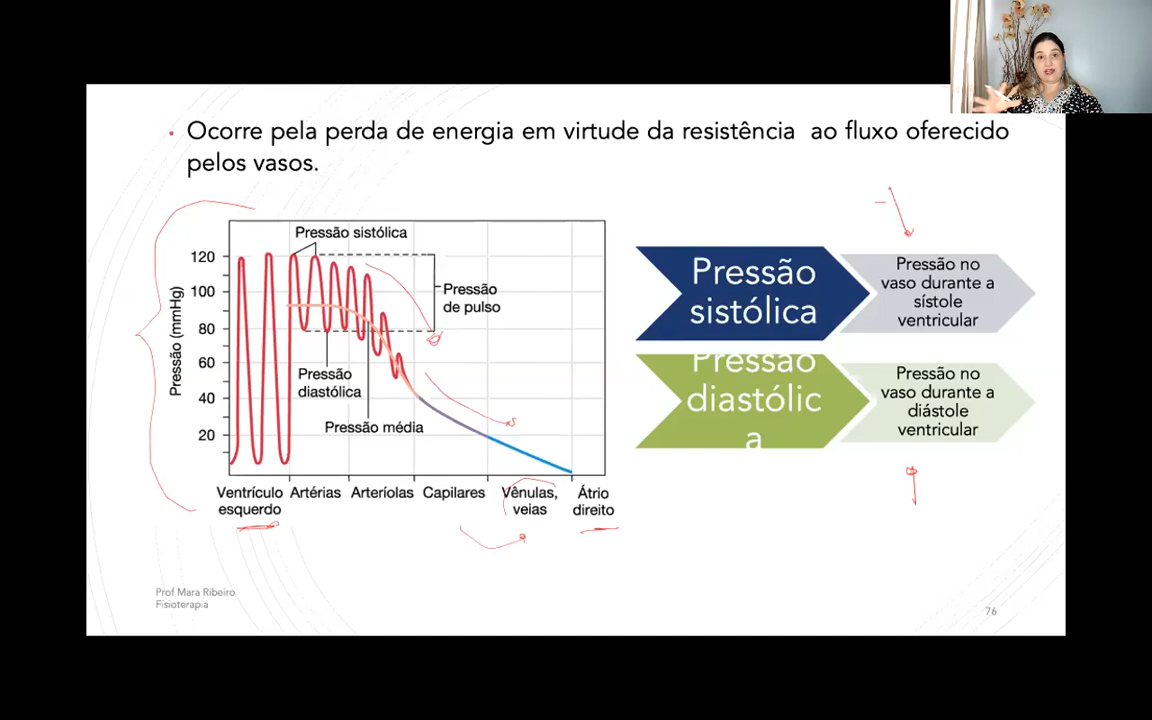 • Ocorre pela perda de energia em virtude da resistência ao fluxo oferecido
pelos vasos.
Pressão sistólica
120
100
80
60
40
20
Pressão (mmHg)
Pressão
de pulso
Pressão
diastólica
Pressão média
Ventrículo
esquerdo
Artérias
Arteríolas
Capilares
Vênulas,
veias
Átrio
direito
Pressão
sistólica
Pressão no
vaso durante a
sístole
ventricular
Pressão
diastólic
a
Pressão no
vaso durante a
diástole
ventricular
Prof Mara Ribeiro
Fisioterapia
76